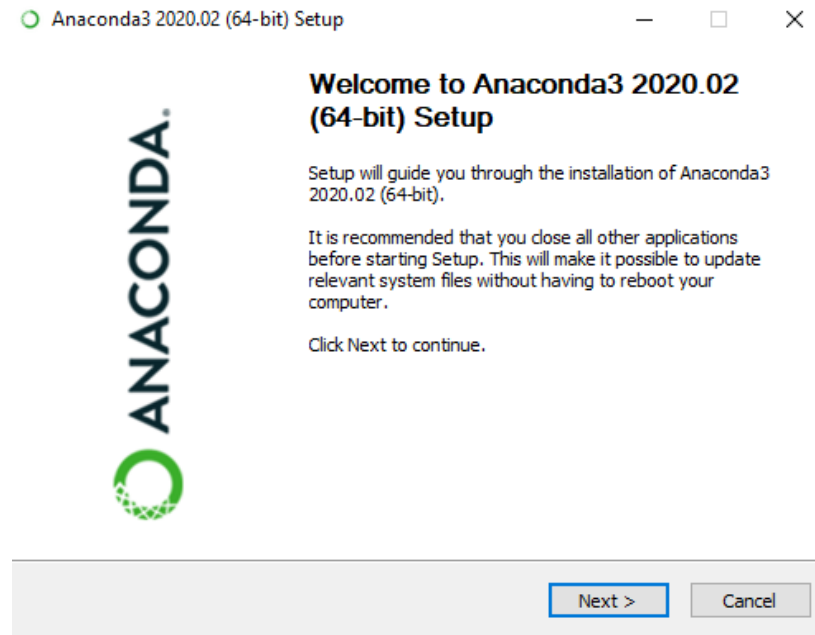 Anaconda3 2020.02 (64-bit) Setup
Welcome to Anaconda3 2020.02
(64-bit) Setup
ANACONDA.
Setup will guide you through the installation of Anaconda3
2020.02 (64-bit).
It is recommended that you close all other applications
before starting Setup. This will make it possible to update
relevant system files without having to reboot your
computer.
Click Next to continue.
Next >
Cancel